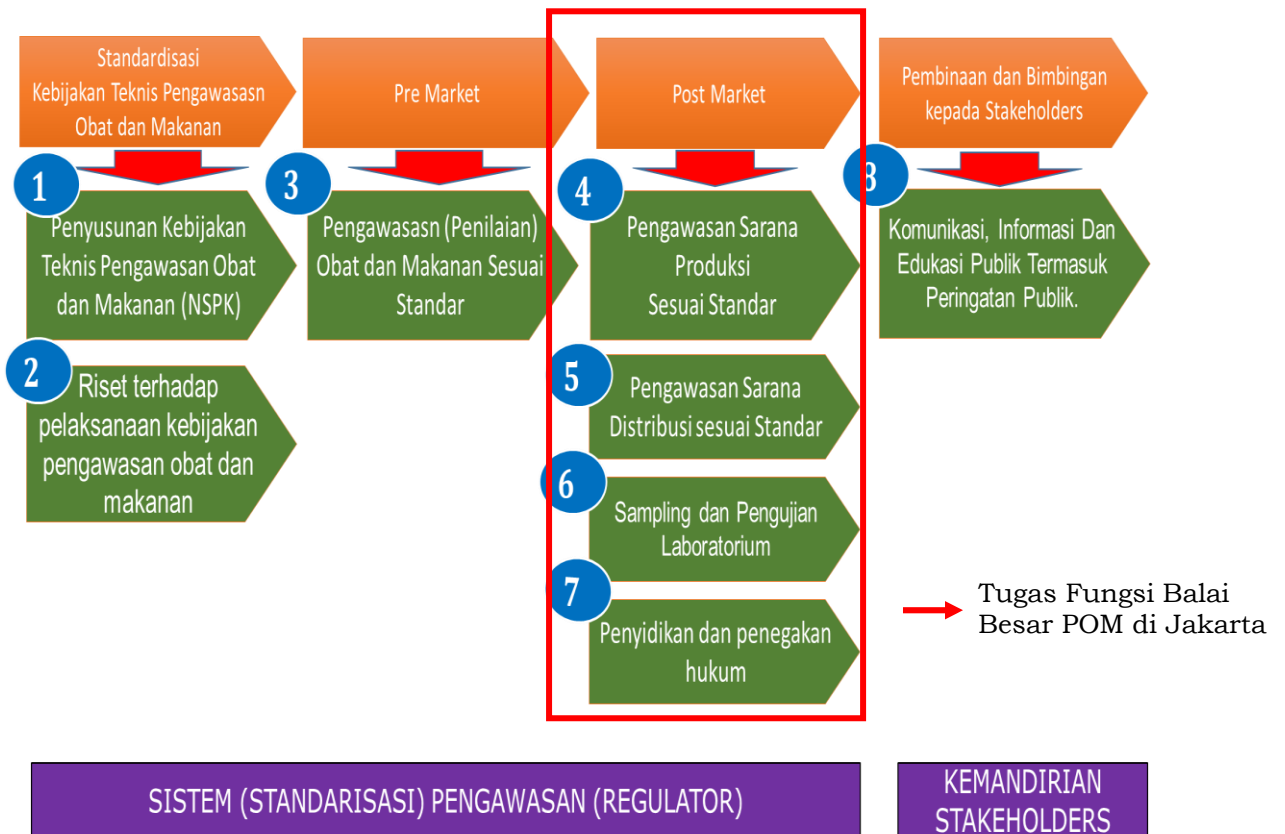 Standardisasi
Kebijakan Teknis Pengawasasn
Obat dan Makanan
Pre Market
Post Market
Pembinaan dan Bimbingan
kepada Stakeholders
1
Penyusunan Kebijakan
Teknis Pengawasan Obat
dan Makanan (NSPK)
2
Riset terhadap
pelaksanaan kebijakan
pengawasan obat dan
makanan
3
Pengawasasn (Penilaian)
Obat dan Makanan Sesuai
Standar
4
Pengawasan Sarana
Produksi
Sesuai Standar
5
Pengawasan Sarana
Distribusi sesuai Standar
6
Sampling dan Pengujian
Laboratorium
7
Penyidikan dan penegakan
hukum
8
Komunikasi, Informasi Dan
Edukasi Publik Termasuk
Peringatan Publik.
Tugas Fungsi Balai
Besar POM di Jakarta
SISTEM (STANDARISASI) PENGAWASAN (REGULATOR)
KEMANDIRIAN
STAKEHOLDERS